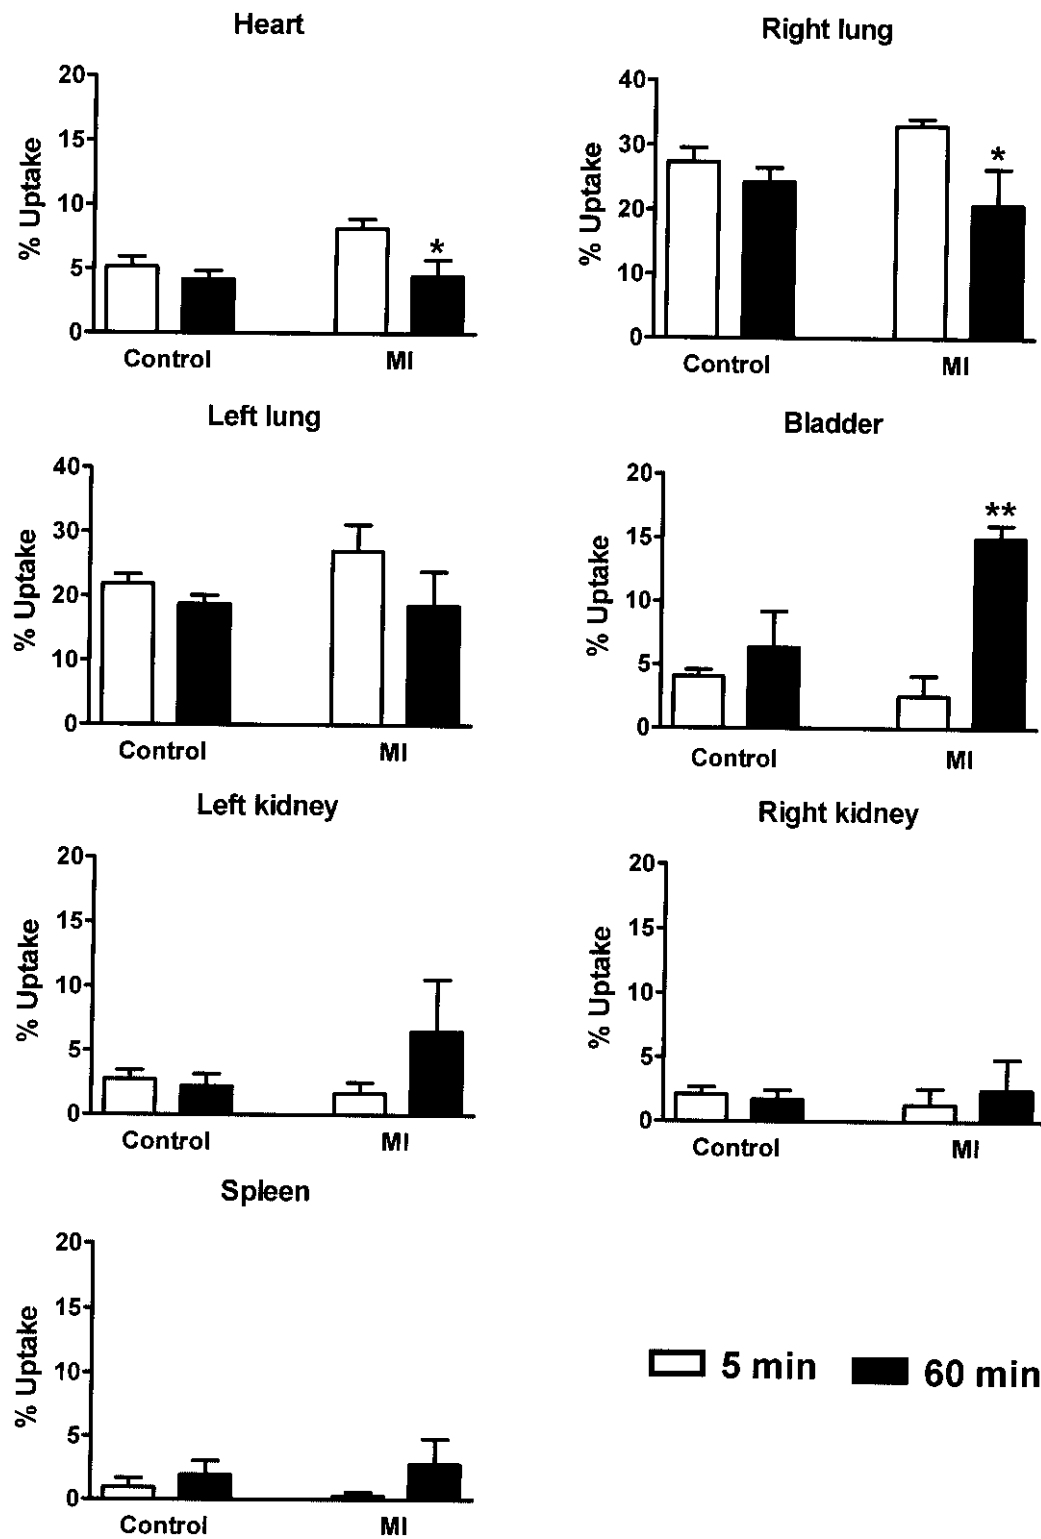 Heart
% Uptake
20
15
10
5
0
*
Control MI
Right lung
% Uptake
40
30
20
10
0
*
Control MI
Left lung
% Uptake
40
30
20
10
0
Control MI
Bladder
% Uptake
20
15
10
5
0
**
Control MI
Left kidney
% Uptake
20
15
10
5
0
Control MI
Right kidney
% Uptake
20
15
10
5
0
Control MI
Spleen
% Uptake
20
15
10
5
0
Control MI
5 min 60 min